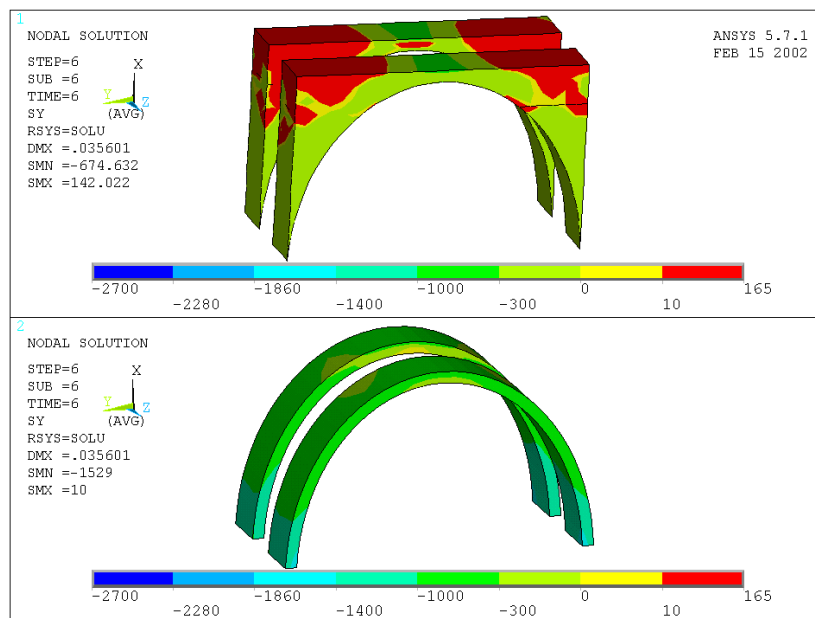 1
NODAL SOLUTION
STEP=6
SUB =6
TIME=6
SY (AVG)
RSYS=SOLU
DMX =.035601
SMN =-674.632
SMX =142.022
X
Y
Z
ANSYS 5.7.1
FEB 15 2002
-2700 -1860 -1000 0 165
-2280 -1400 -300 10
2
NODAL SOLUTION
STEP=6
SUB =6
TIME=6
SY (AVG)
RSYS=SOLU
DMX =.035601
SMN =-1529
SMX =10
X
Y
Z
-2700 -1860 -1000 0 165
-2280 -1400 -300 10